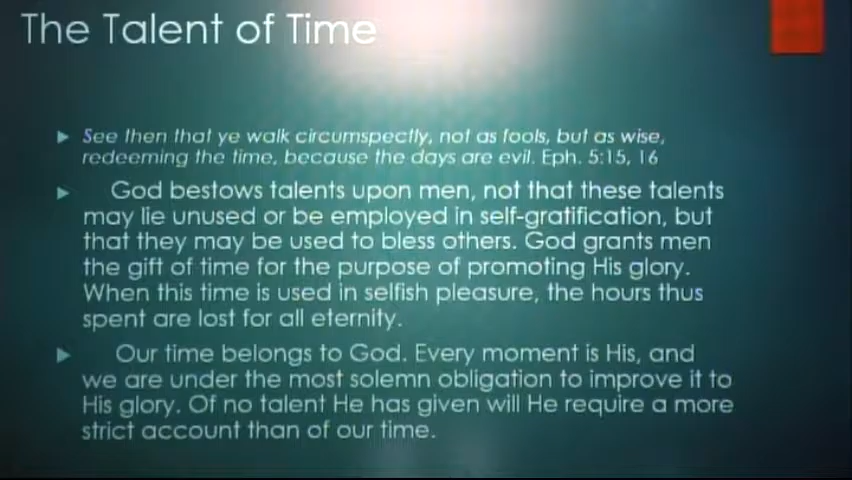 The Talent of Time
See then that ye walk circumspectly, not as fools, but as wise,
redeeming the time, because the days are evil. Eph. 5:15, 16
God bestows talents upon men, not that these talents
may lie unused or be employed in self-gratification, but
that they may be used to bless others. God grants men
the gift of time for the purpose of promoting His glory.
When this time is used in selfish pleasure, the hours thus
spent are lost for all eternity.
Our time belongs to God. Every moment is His, and
we are under the most solemn obligation to improve it to
His glory. Of no talent He has given will He require a more
strict account than of our time.